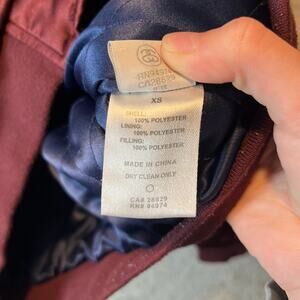 CA28629
XS
SHELL:
100% POLYESTER
LINING:
100% POLYESTER
FILLING:
100% POLYESTER
MADE IN CHINA
DRY CLEAN ONLY
CA# 28629
RN# 94974